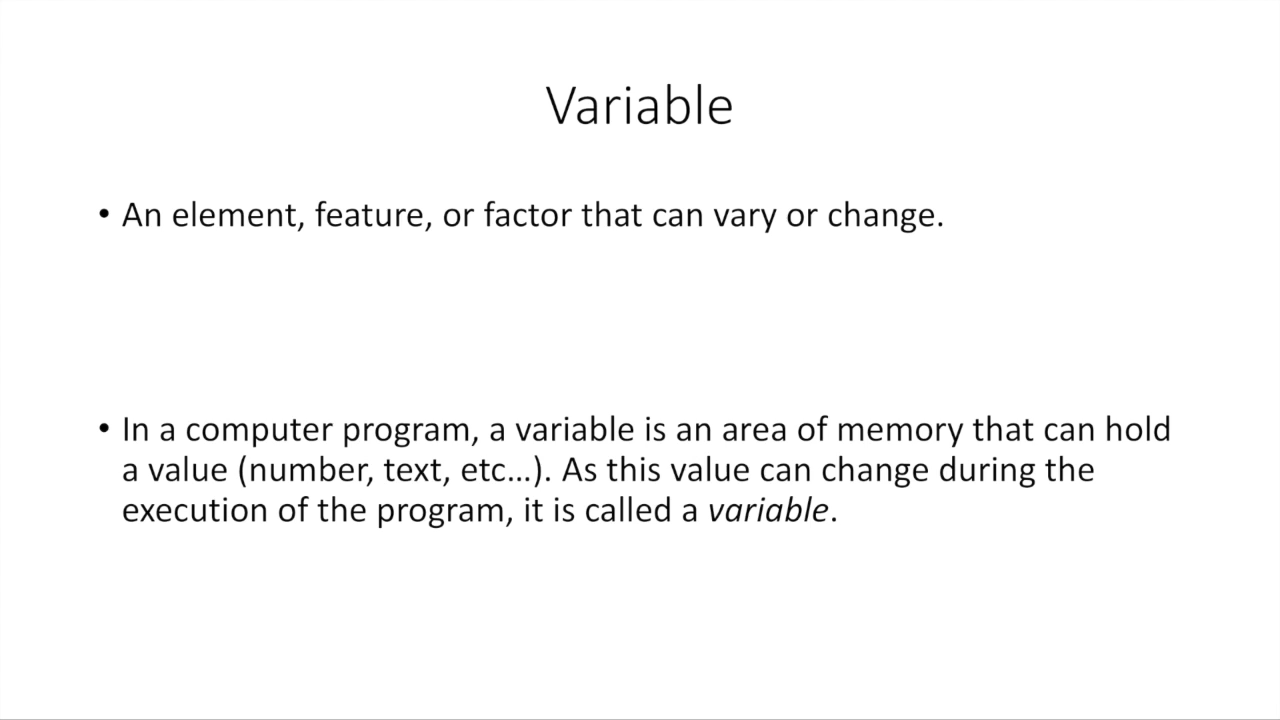 Variable
• An element, feature, or factor that can vary or change.
• In a computer program, a variable is an area of memory that can hold
a value (number, text, etc...). As this value can change during the
execution of the program, it is called a variable.